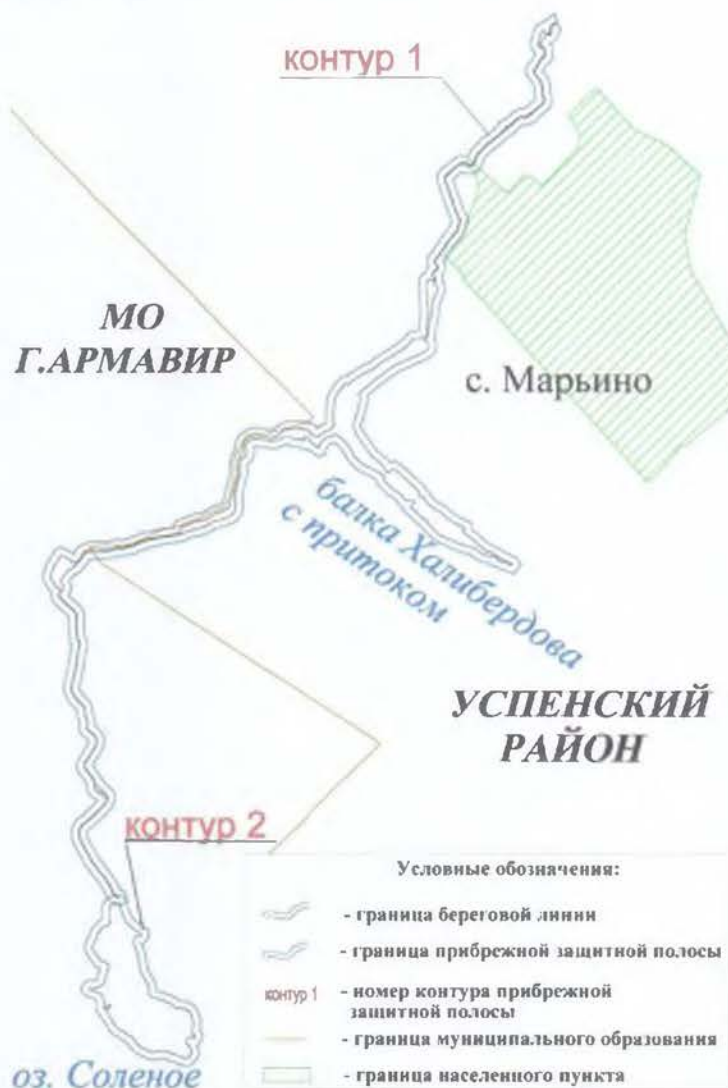 контур 1
МО
Г.АРМАВИР
с. Марьино
балка Халибердова
с притоком
УСПЕНСКИЙ
РАЙОН
контур 2
Условные обозначения:
- граница береговой линии
- граница прибрежной защитной полосы
контур 1 - номер контура прибрежной
защитной полосы
- граница муниципального образования
- граница населенного пункта
оз. Соленое